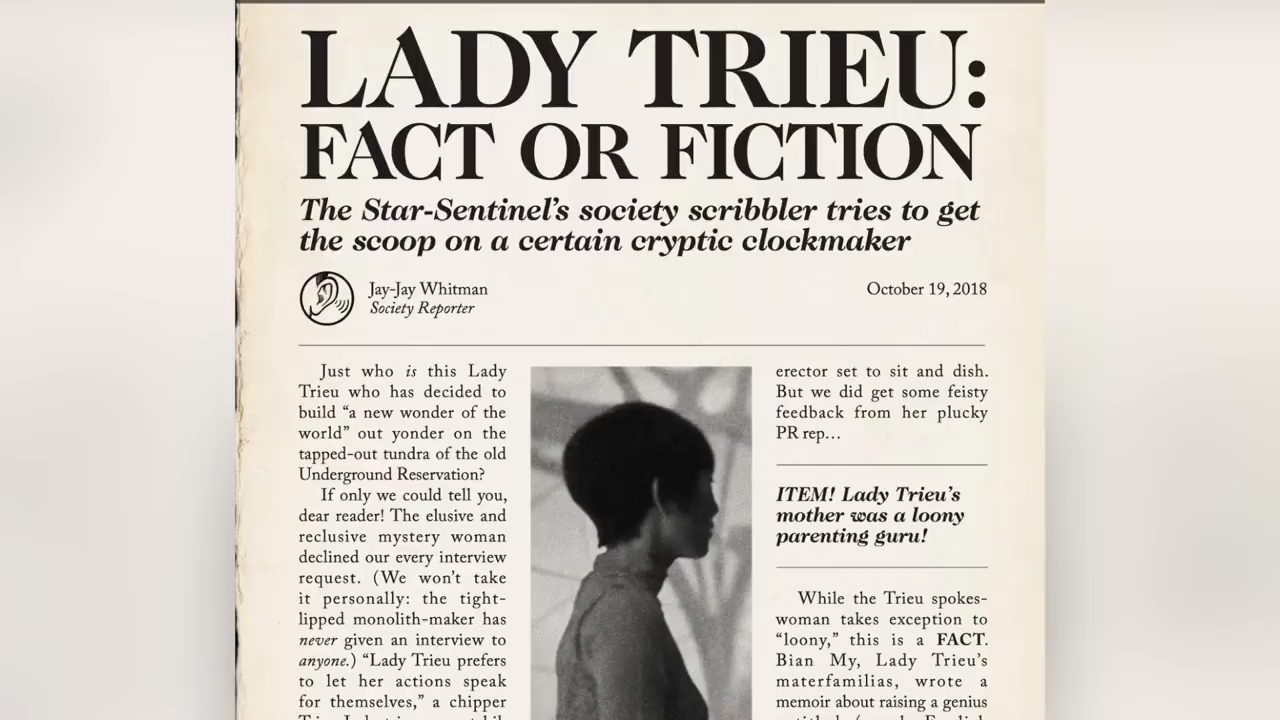 LADY TRIEU:
FACT OR FICTION
The Star-Sentinel's society scribbler tries to get
the scoop on a certain cryptic clockmaker
Jay-Jay Whitman
Society Reporter
October 19, 2018
Just who is this Lady
Trieu who has decided to
build “a new wonder of the
world” out yonder on the
tapped-out tundra of the old
Underground Reservation?
If only we could tell you,
dear reader! The elusive and
reclusive mystery woman
declined our every interview
request. (We won't take
it personally: the tight-
lipped monolith-maker has
never given an interview to
anyone.) “Lady Trieu prefers
to let her actions speak
for themselves,” a chipper
erector set to sit and dish.
But we did get some feisty
feedback from her plucky
PR rep…
ITEM! Lady Trieu's
mother was a loony
parenting guru!
While the Trieu spokes-
woman takes exception to
“loony,” this is a FACT.
Bian My, Lady Trieu's
materfamilias, wrote a
memoir about raising a genius